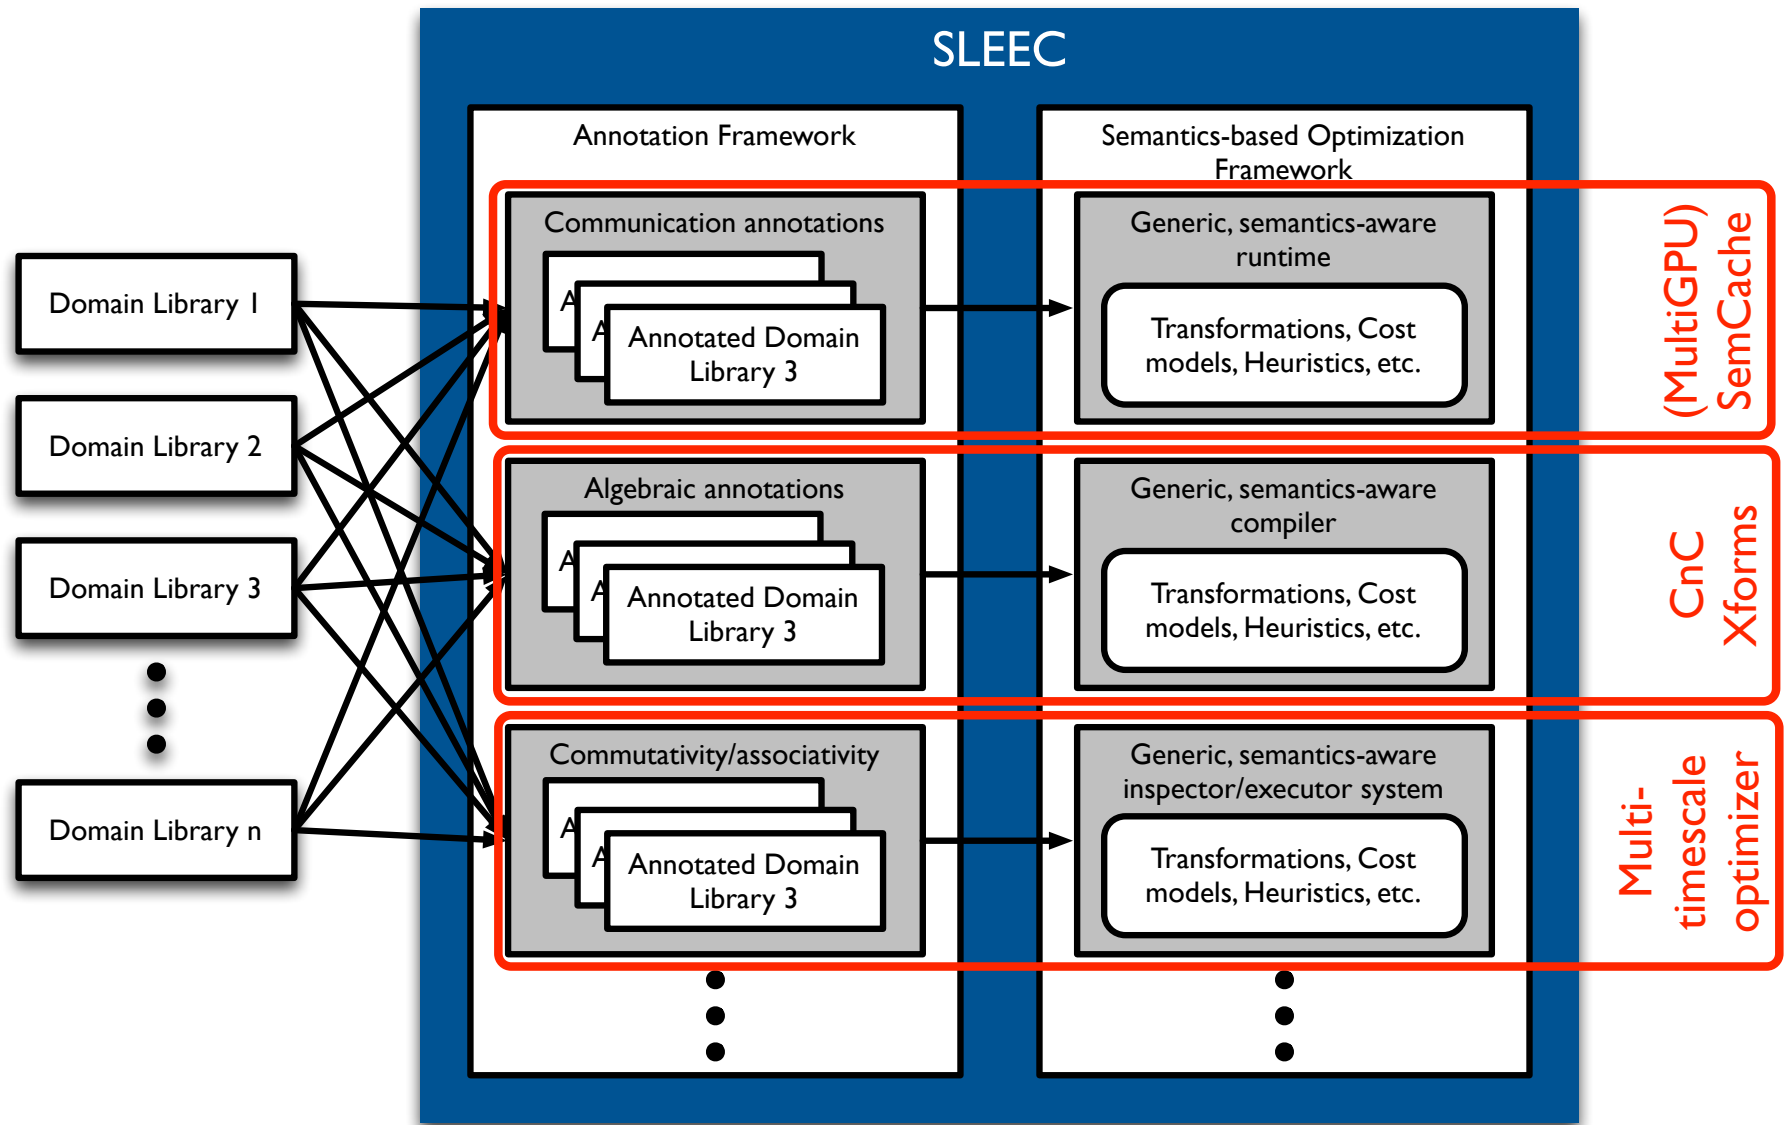 SLEEC
Annotation Framework
Semantics-based Optimization
Framework
Domain Library 1
Domain Library 2
Domain Library 3
Domain Library n
Communication annotations
A
A
Annotated Domain
Library 3
Generic, semantics-aware
runtime
Transformations, Cost
models, Heuristics, etc.
(MultiGPU)
SemCache
Algebraic annotations
A
A
Annotated Domain
Library 3
Generic, semantics-aware
compiler
Transformations, Cost
models, Heuristics, etc.
CnC
Xforms
Commutativity/associativity
A
A
Annotated Domain
Library 3
Generic, semantics-aware
inspector/executor system
Transformations, Cost
models, Heuristics, etc.
Multi-
timescale
optimizer